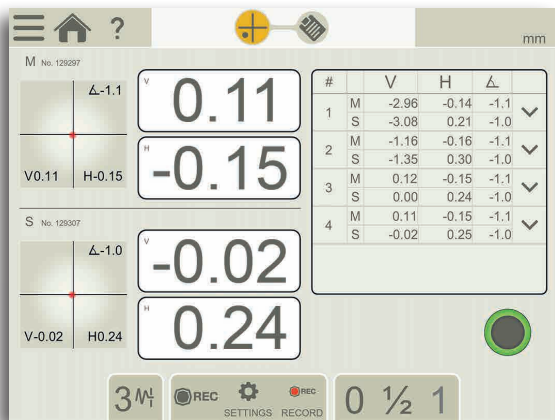 ?
mm
M No. 129297
∡-1.1
V0.11 H-0.15
V 0.11
H -0.15
S No. 129307
∡-1.0
V-0.02 H0.24
V -0.02
H 0.24
# V H ∡
1 M -2.96 -0.14 -1.1
S -3.08 0.21 -1.0
2 M -1.16 -0.16 -1.1
S -1.35 0.30 -1.0
3 M 0.12 -0.15 -1.1
S 0.00 0.24 -1.0
4 M 0.11 -0.15 -1.1
S -0.02 0.25 -1.0
3
REC SETTINGS REC RECORD
0 ½ 1